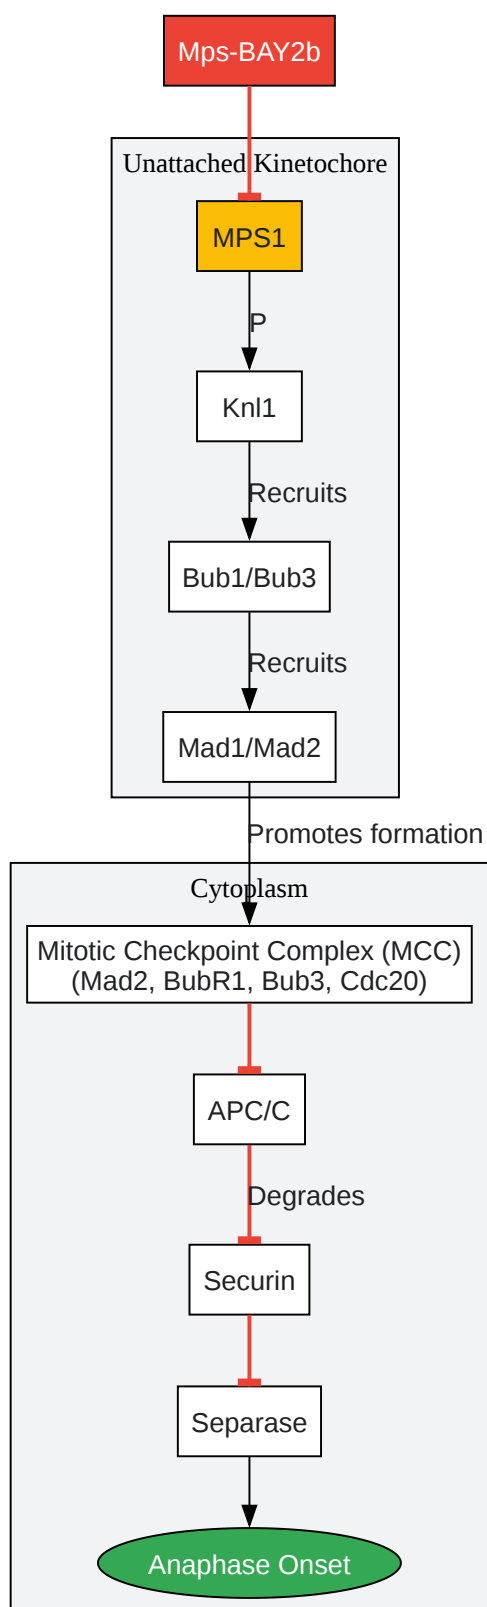 Mps-BAY2b
Unattached Kinetochore
MPS1
P
Knl1
Recruits
Bub1/Bub3
Recruits
Mad1/Mad2
Promotes formation
Cytoplasm
Mitotic Checkpoint Complex (MCC)
(Mad2, BubR1, Bub3, Cdc20)
APC/C
Degrades
Securin
Separase
Anaphase Onset